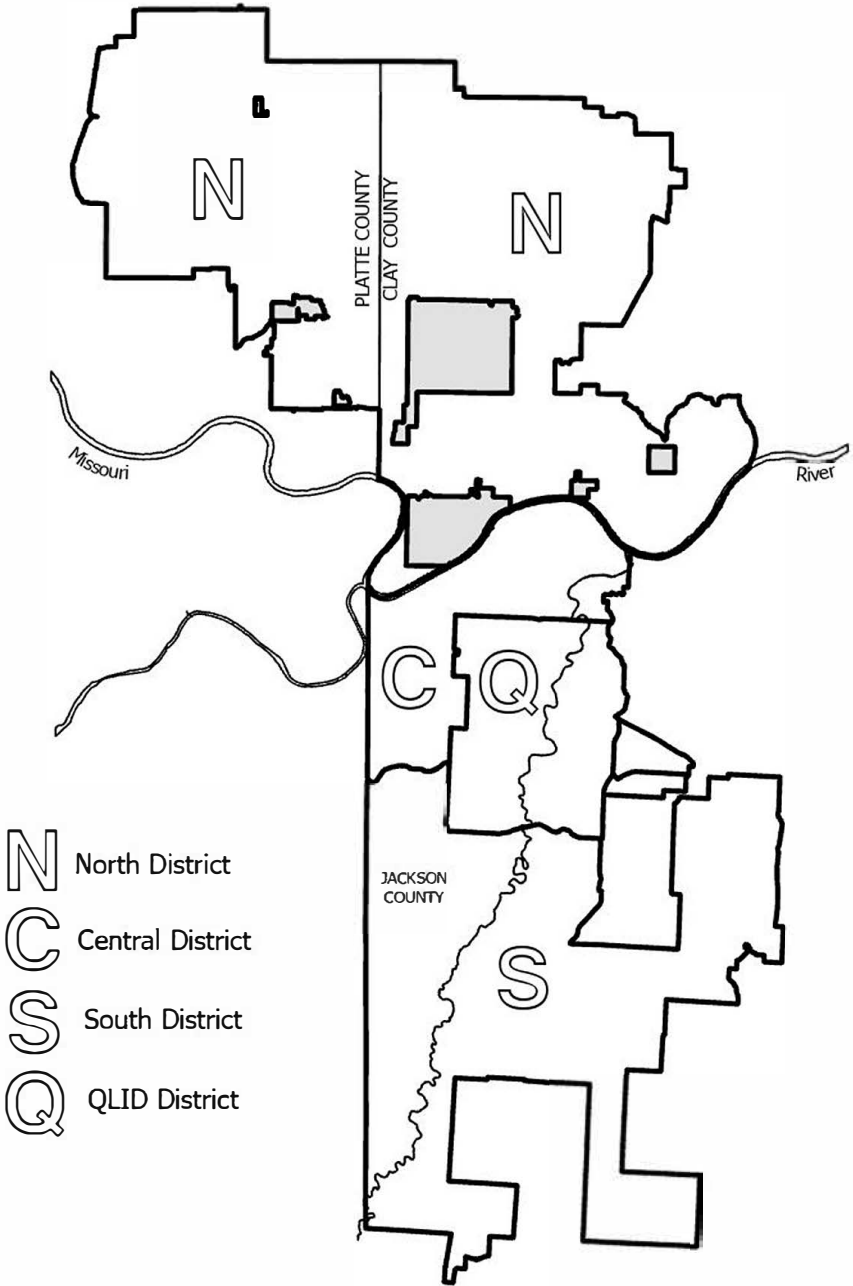 N
N
PLATTE COUNTY
CLAY COUNTY
Missouri
River
C
Q
JACKSON
COUNTY
S
N North District
C Central District
S South District
Q QLID District